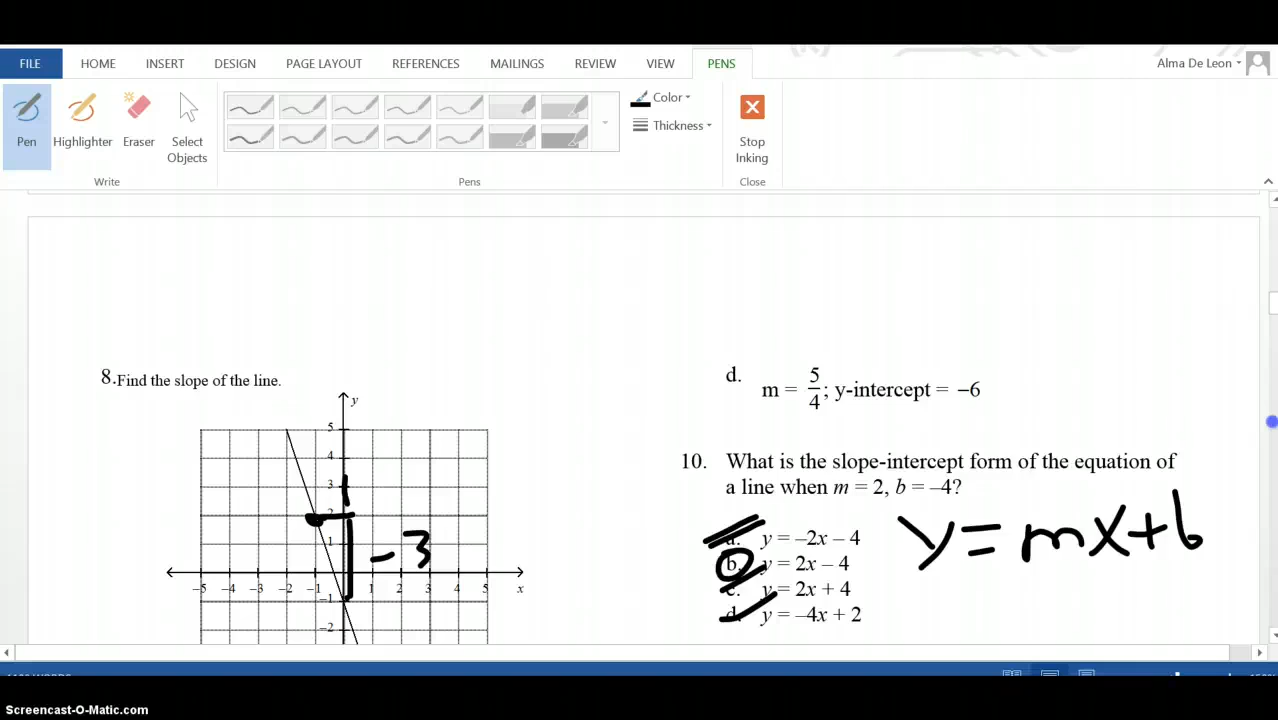 FILE HOME INSERT DESIGN PAGE LAYOUT REFERENCES MAILINGS REVIEW VIEW PENS Alma De Leon
Pen Highlighter Eraser Select Objects
Color
Thickness
Stop Inking
Write Pens Close
8. Find the slope of the line.
y
5
4
3
2
1
-5 -4 -3 -2 -1 1 2 3 4 5 x
-1
-2
1
-3
d. m = 5/4; y-intercept = −6
10. What is the slope-intercept form of the equation of
a line when m = 2, b = –4?
a. y = –2x – 4
b. y = 2x – 4
c. y = 2x + 4
d. y = –4x + 2
y = mx + b
Screencast-O-Matic.com